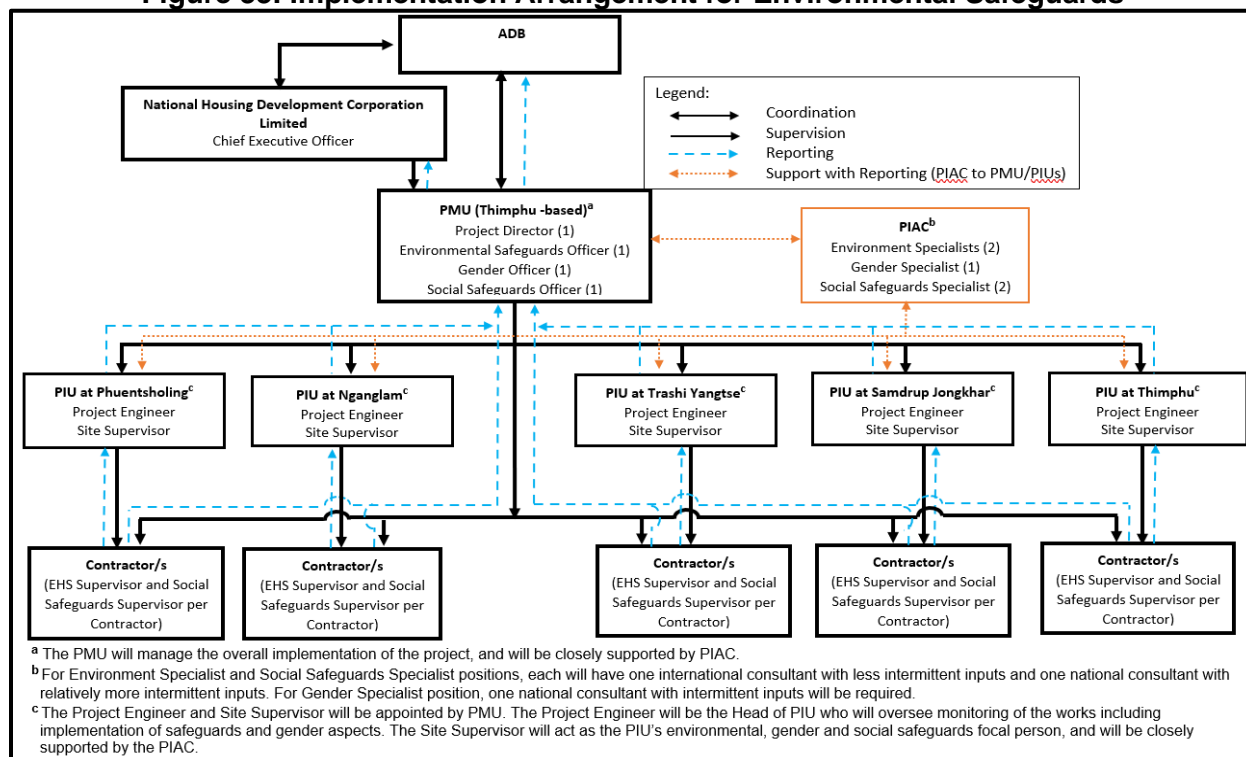 Figure 33: Implementation Arrangement for Environmental Safeguards
ADB
National Housing Development Corporation
Limited
Chief Executive Officer
Legend:
Coordination
Supervision
Reporting
Support with Reporting (PIAC to PMU/PIUs)
PMU (Thimphu -based)a
Project Director (1)
Environmental Safeguards Officer (1)
Gender Officer (1)
Social Safeguards Officer (1)
PIACb
Environment Specialists (2)
Gender Specialist (1)
Social Safeguards Specialist (2)
PIU at Phuentsholingc
Project Engineer
Site Supervisor
PIU at Nganglamc
Project Engineer
Site Supervisor
PIU at Trashi Yangtsec
Project Engineer
Site Supervisor
PIU at Samdrup Jongkharc
Project Engineer
Site Supervisor
PIU at Thimphuc
Project Engineer
Site Supervisor
Contractor/s
(EHS Supervisor and Social
Safeguards Supervisor per
Contractor)
Contractor/s
(EHS Supervisor and Social
Safeguards Supervisor per
Contractor)
Contractor/s
(EHS Supervisor and Social
Safeguards Supervisor per
Contractor)
Contractor/s
(EHS Supervisor and Social
Safeguards Supervisor per
Contractor)
Contractor/s
(EHS Supervisor and Social
Safeguards Supervisor per
Contractor)
a The PMU will manage the overall implementation of the project, and will be closely supported by PIAC.
b For Environment Specialist and Social Safeguards Specialist positions, each will have one international consultant with less intermittent inputs and one national consultant with
relatively more intermittent inputs. For Gender Specialist position, one national consultant with intermittent inputs will be required.
c The Project Engineer and Site Supervisor will be appointed by PMU. The Project Engineer will be the Head of PIU who will oversee monitoring of the works including
implementation of safeguards and gender aspects. The Site Supervisor will act as the PIU's environmental, gender and social safeguards focal person, and will be closely
supported by the PIAC.